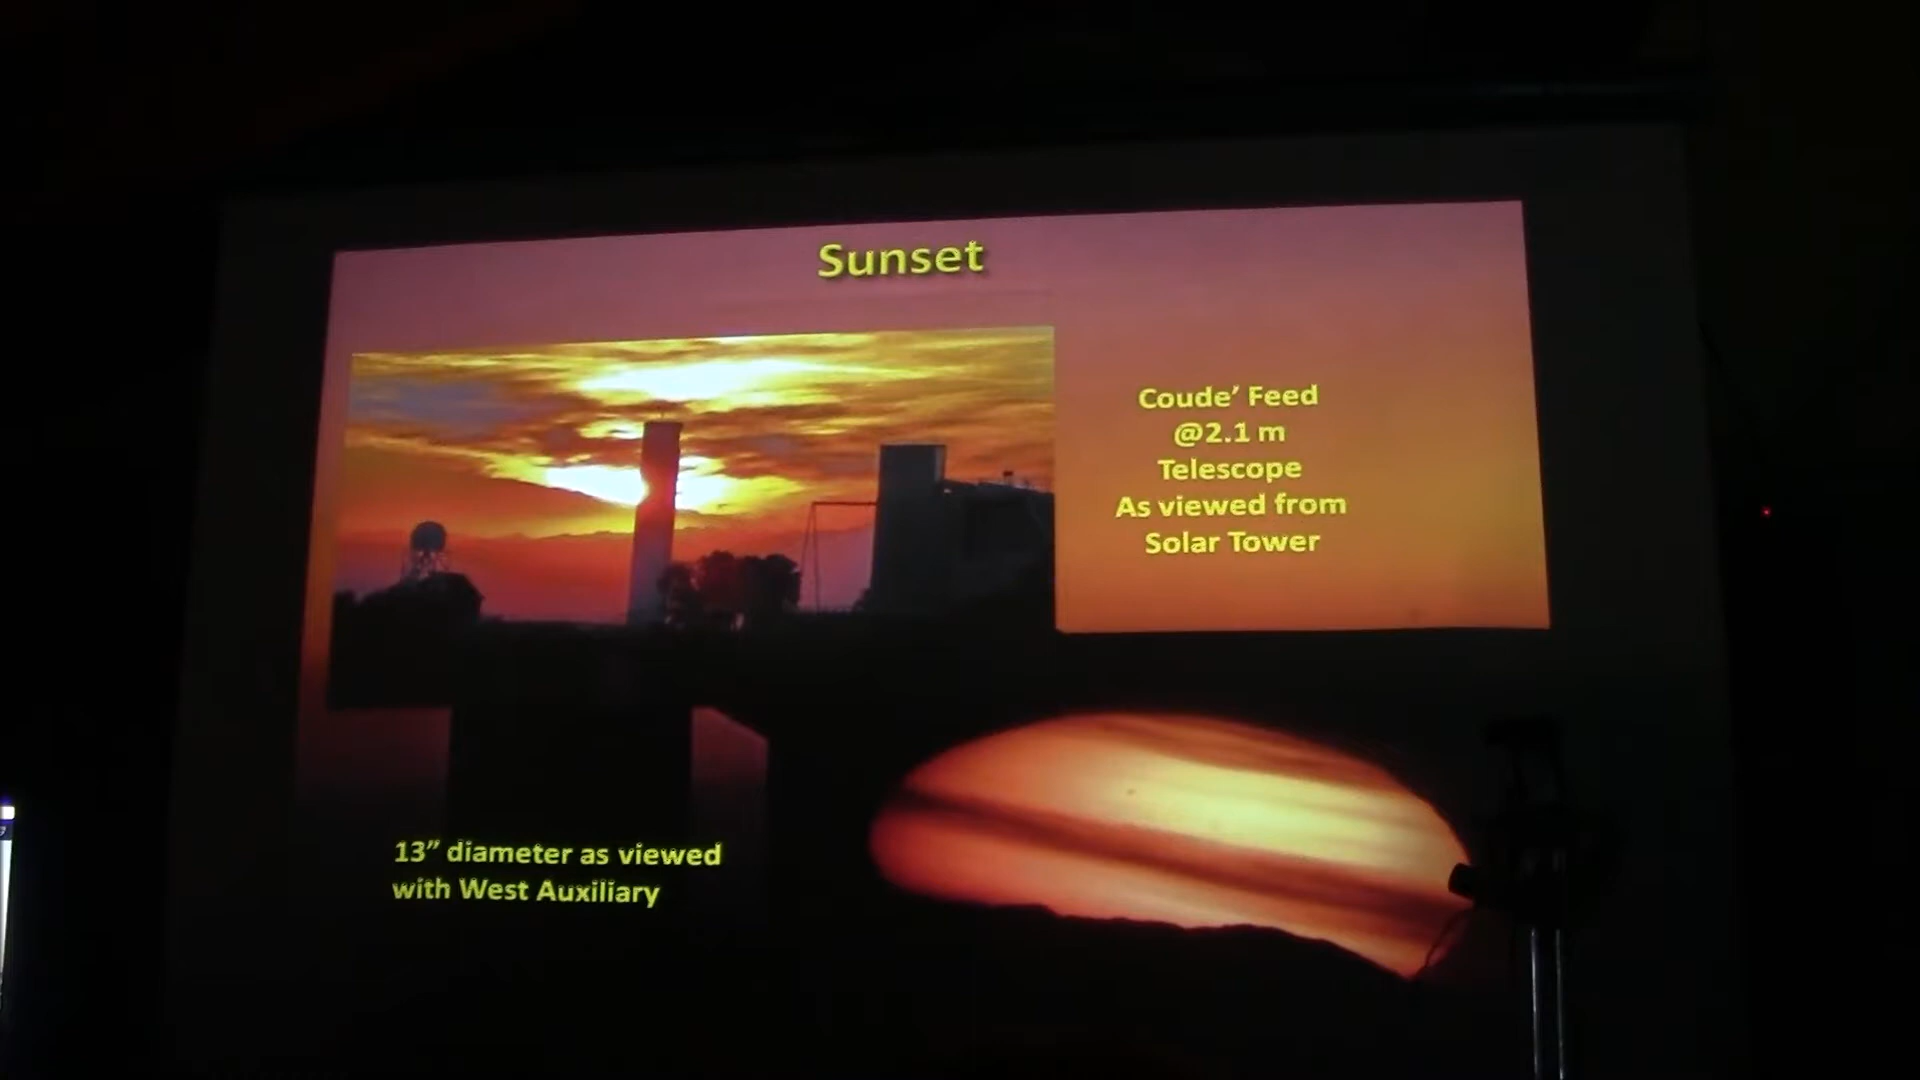 Sunset
Coude’ Feed
@2.1 m
Telescope
As viewed from
Solar Tower
13” diameter as viewed
with West Auxiliary